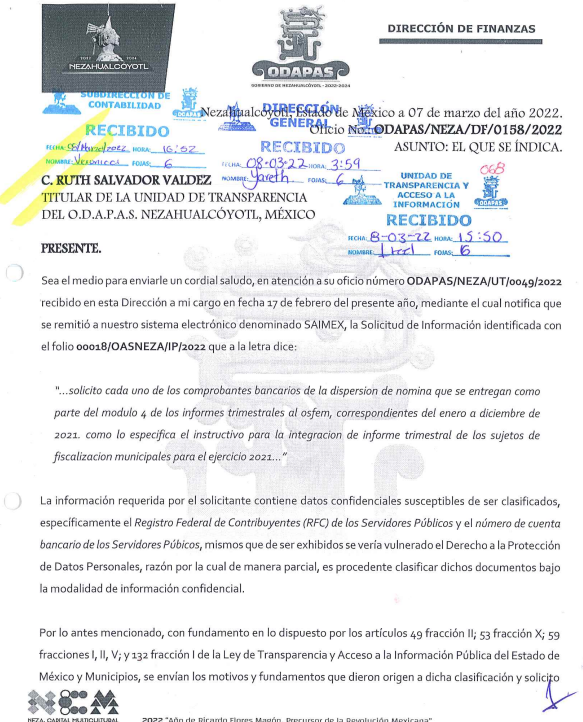 DIRECCIÓN DE FINANZAS
2022 2024
NEZAHUALCÓYOTL
ODAPAS
GOBIERNO DE NEZAHUALCÓYOTL - 2022-2024
SUBDIRECCIÓN DE
CONTABILIDAD
RECIBIDO
FECHA: 08/Marzo/2022 HORA: 16:52
NOMBRE: Veronica FOJAS: 6
DIRECCIÓN
GENERAL
RECIBIDO
FECHA: 08-03-22 HORA: 3:59
NOMBRE: Yareth FOJAS: 6
Nezahualcóyotl, Estado de México a 07 de marzo del año 2022.
Oficio No. ODAPAS/NEZA/DF/0158/2022
ASUNTO: EL QUE SE ÍNDICA.
068
UNIDAD DE
TRANSPARENCIA Y
ACCESO A LA
INFORMACIÓN
RECIBIDO
FECHA: 8-03-22 HORA: 15:50
NOMBRE: FOJAS: 6
C. RUTH SALVADOR VALDEZ
TITULAR DE LA UNIDAD DE TRANSPARENCIA
DEL O.D.A.P.A.S. NEZAHUALCÓYOTL, MÉXICO
PRESENTE.
Sea el medio para enviarle un cordial saludo, en atención a su oficio número ODAPAS/NEZA/UT/0049/2022
recibido en esta Dirección a mi cargo en fecha 17 de febrero del presente año, mediante el cual notifica que
se remitió a nuestro sistema electrónico denominado SAIMEX, la Solicitud de Información identificada con
el folio 00018/OASNEZA/IP/2022 que a la letra dice:
"...solicito cada uno de los comprobantes bancarios de la dispersion de nomina que se entregan como
parte del modulo 4 de los informes trimestrales al osfem, correspondientes del enero a diciembre de
2021. como lo especifica el instructivo para la integracion de informe trimestral de los sujetos de
fiscalizacion municipales para el ejercicio 2021..."
La información requerida por el solicitante contiene datos confidenciales susceptibles de ser clasificados,
específicamente el Registro Federal de Contribuyentes (RFC) de los Servidores Públicos y el número de cuenta
bancario de los Servidores Púbicos, mismos que de ser exhibidos se vería vulnerado el Derecho a la Protección
de Datos Personales, razón por la cual de manera parcial, es procedente clasificar dichos documentos bajo
la modalidad de información confidencial.
Por lo antes mencionado, con fundamento en lo dispuesto por los artículos 49 fracción II; 53 fracción X; 59
fracciones I, II, V; y 132 fracción I de la Ley de Transparencia y Acceso a la Información Pública del Estado de
México y Municipios, se envían los motivos y fundamentos que dieron origen a dicha clasificación y solicito
NEZA, CAPITAL MULTICULTURAL
2022 "Año de Ricardo Flores Magón, Precursor de la Revolución Mexicana"